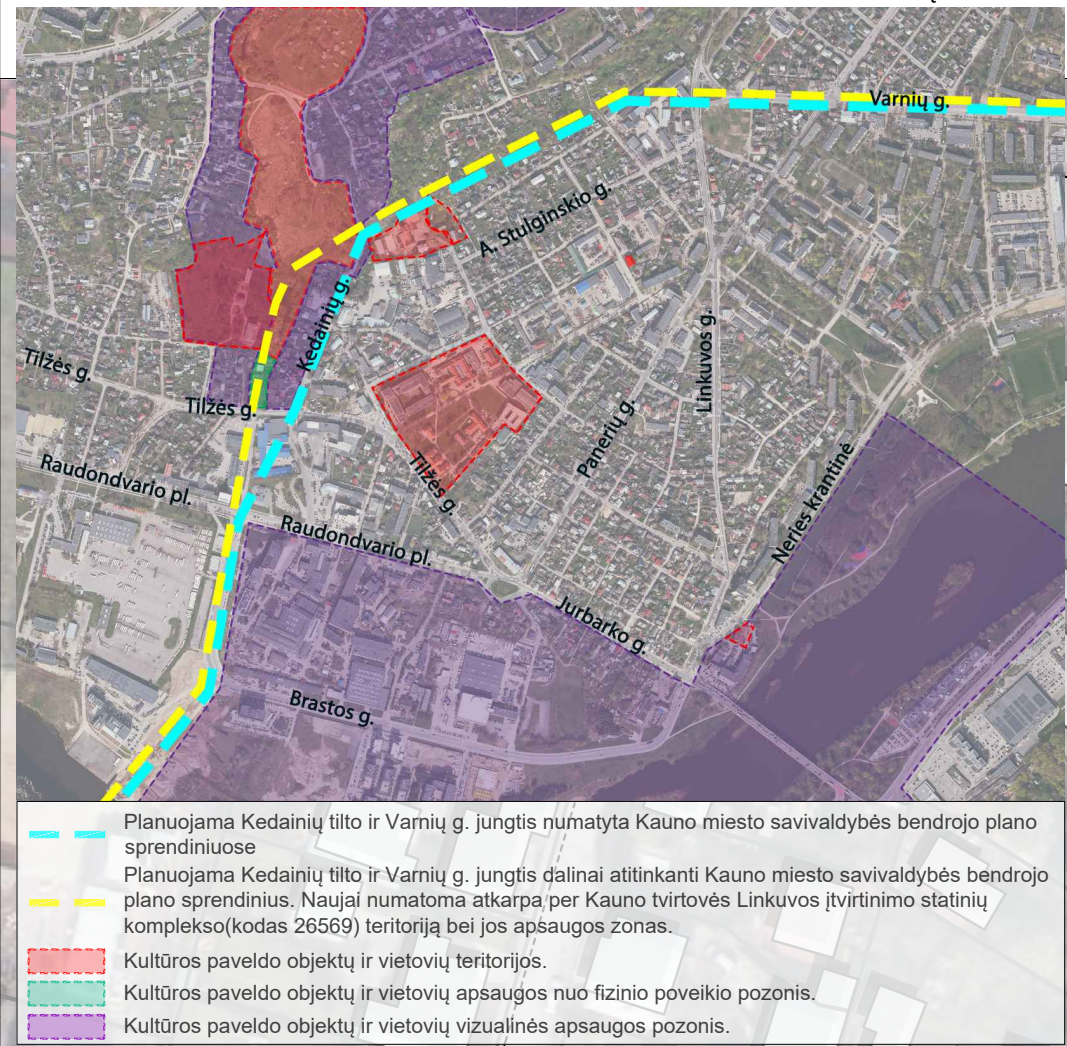 Varnių g.
A. Stulginskio g.
Kedainių g.
Linkuvos g.
Tilžės g.
Tilžės g.
Panerių g.
Neries krantinė
Tilžės g.
Raudondvario pl.
Raudondvario pl.
Jurbarko g.
Brastos g.
Planuojama Kedainių tilto ir Varnių g. jungtis numatyta Kauno miesto savivaldybės bendrojo plano
sprendiniuose
Planuojama Kedainių tilto ir Varnių g. jungtis dalinai atitinkanti Kauno miesto savivaldybės bendrojo
plano sprendinius. Naujai numatoma atkarpa per Kauno tvirtovės Linkuvos įtvirtinimo statinių
komplekso(kodas 26569) teritoriją bei jos apsaugos zonas.
Kultūros paveldo objektų ir vietovių teritorijos.
Kultūros paveldo objektų ir vietovių apsaugos nuo fizinio poveikio pozonis.
Kultūros paveldo objektų ir vietovių vizualinės apsaugos pozonis.